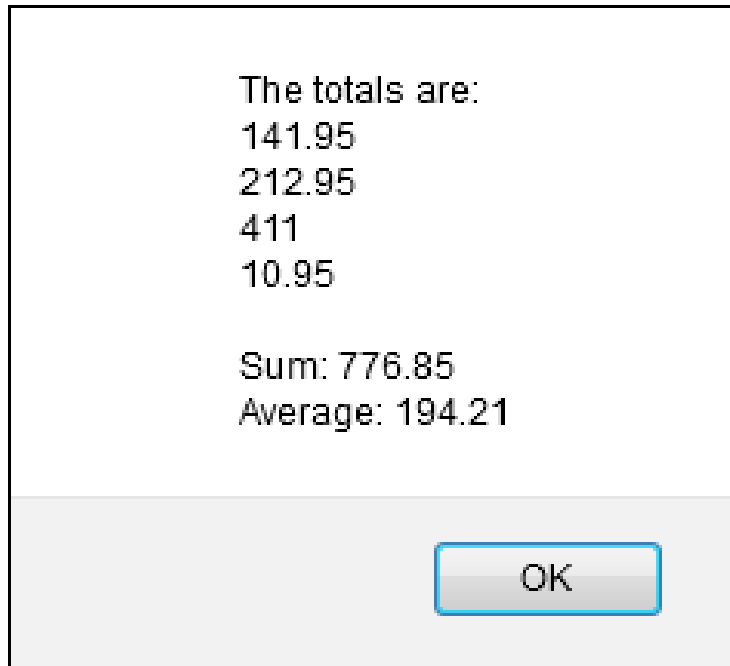 The totals are:
141.95
212.95
411
10.95
Sum: 776.85
Average: 194.21
OK